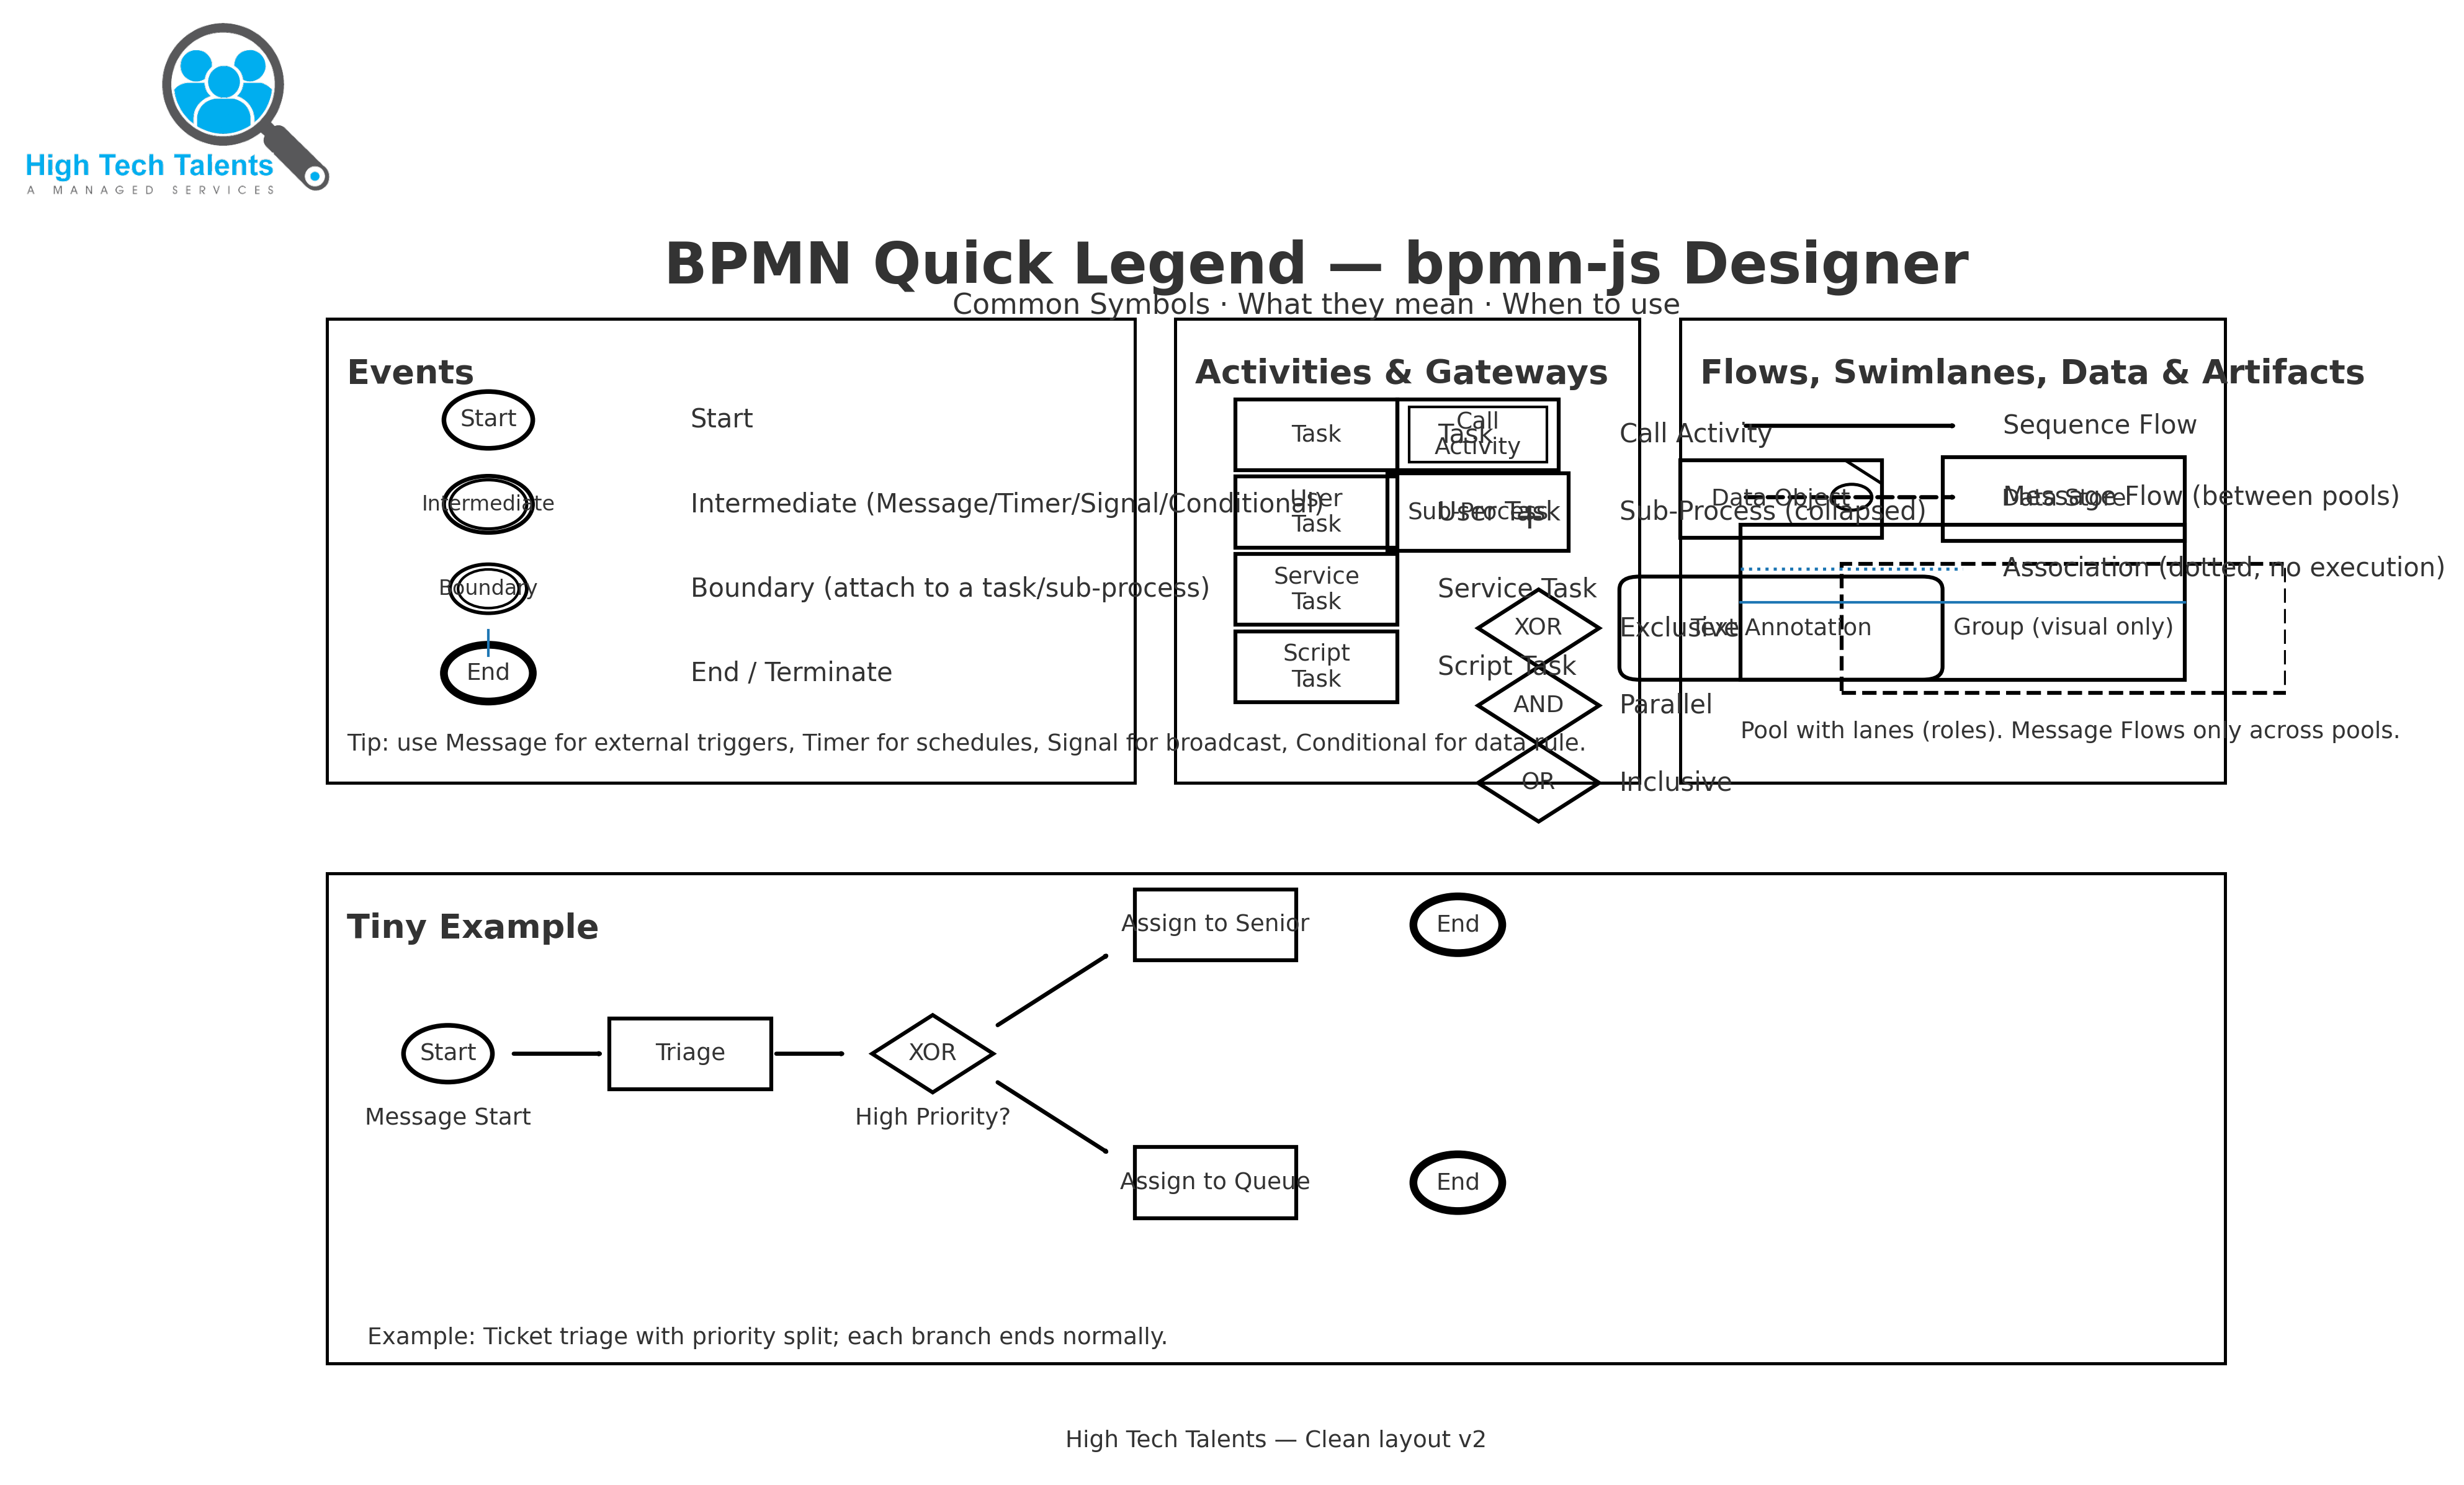 High Tech Talents
A MANAGED SERVICES
BPMN Quick Legend — bpmn-js Designer
Common Symbols · What they mean · When to use
Events
Start
Start
Intermediate
Intermediate (Message/Timer/Signal/Conditional)
Boundary
Boundary (attach to a task/sub-process)
End
End / Terminate
Tip: use Message for external triggers, Timer for schedules, Signal for broadcast, Conditional for data rule.
Activities & Gateways
Task
Task
Call
Activity
Call Activity
User
Task
User Task
Sub-Process
+
Sub-Process (collapsed)
Service
Task
Service Task
Script
Task
Script Task
XOR
Exclusive
AND
Parallel
OR
Inclusive
Flows, Swimlanes, Data & Artifacts
Sequence Flow
Data Object
Data Store
Message Flow (between pools)
Association (dotted, no execution)
Text Annotation
Group (visual only)
Pool with lanes (roles). Message Flows only across pools.
Tiny Example
Assign to Senior
End
Start
Triage
XOR
Message Start
High Priority?
Assign to Queue
End
Example: Ticket triage with priority split; each branch ends normally.
High Tech Talents — Clean layout v2